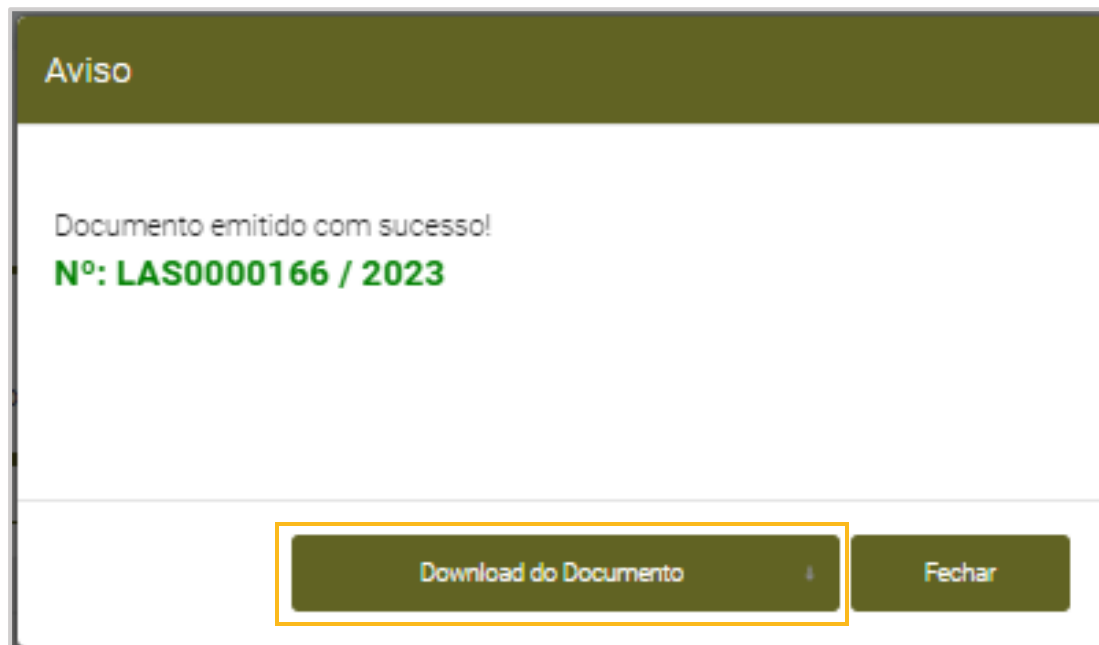 Aviso
Documento emitido com sucesso!
Nº: LAS0000166 / 2023
Download do Documento
Fechar